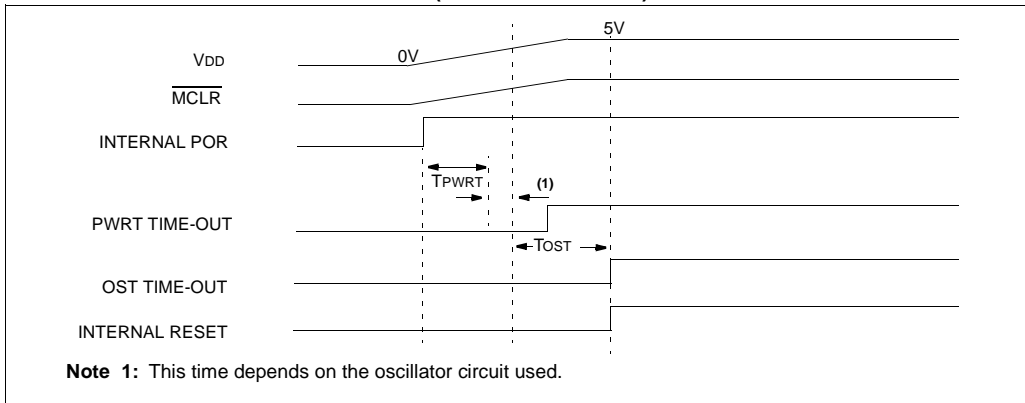 5V
VDD
0V
MCLR
INTERNAL POR
TPWRT
(1)
PWRT TIME-OUT
TOST
OST TIME-OUT
INTERNAL RESET
Note 1: This time depends on the oscillator circuit used.